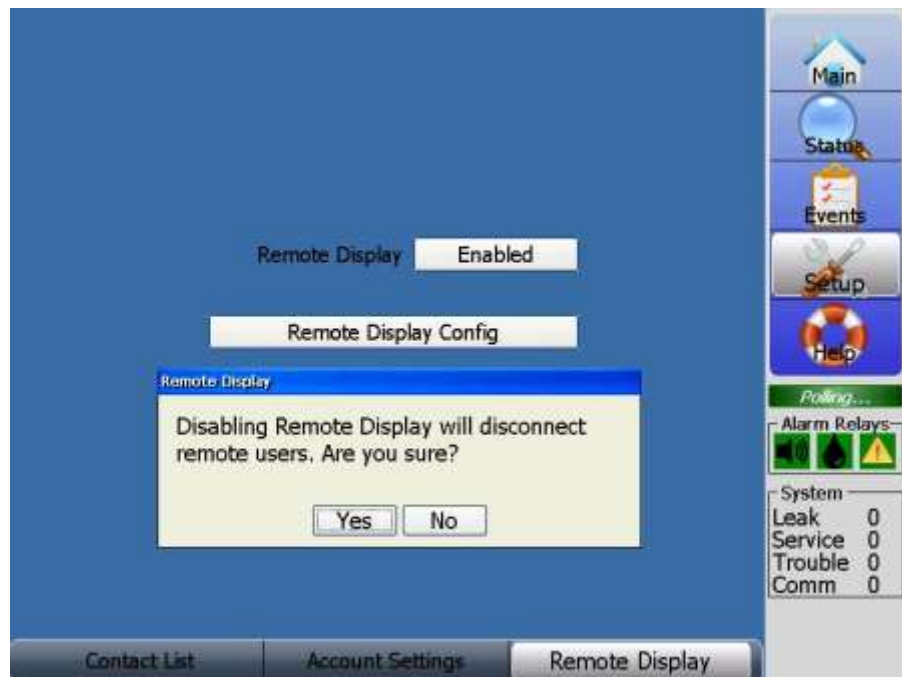 Remote Display Enabled
Remote Display Config
Remote Display
Disabling Remote Display will disconnect
remote users. Are you sure?
Yes No
Contact List Account Settings Remote Display
Main
Status
Events
Setup
Help
Polling...
Alarm Relays
System
Leak 0
Service 0
Trouble 0
Comm 0